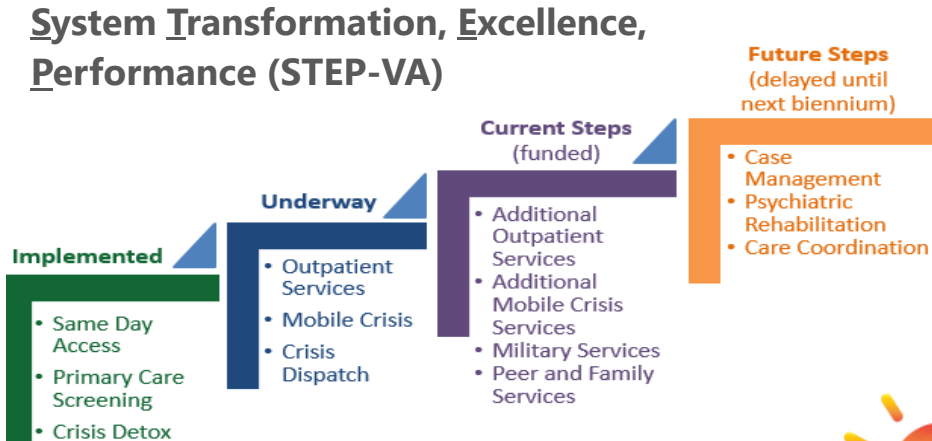 System Transformation, Excellence,
Performance (STEP-VA)
Implemented
• Same Day
Access
• Primary Care
Screening
• Crisis Detox
Underway
• Outpatient
Services
• Mobile Crisis
• Crisis
Dispatch
Current Steps
(funded)
• Additional
Outpatient
Services
• Additional
Mobile Crisis
Services
• Military Services
• Peer and Family
Services
Future Steps
(delayed until
next biennium)
• Case
Management
• Psychiatric
Rehabilitation
• Care Coordination